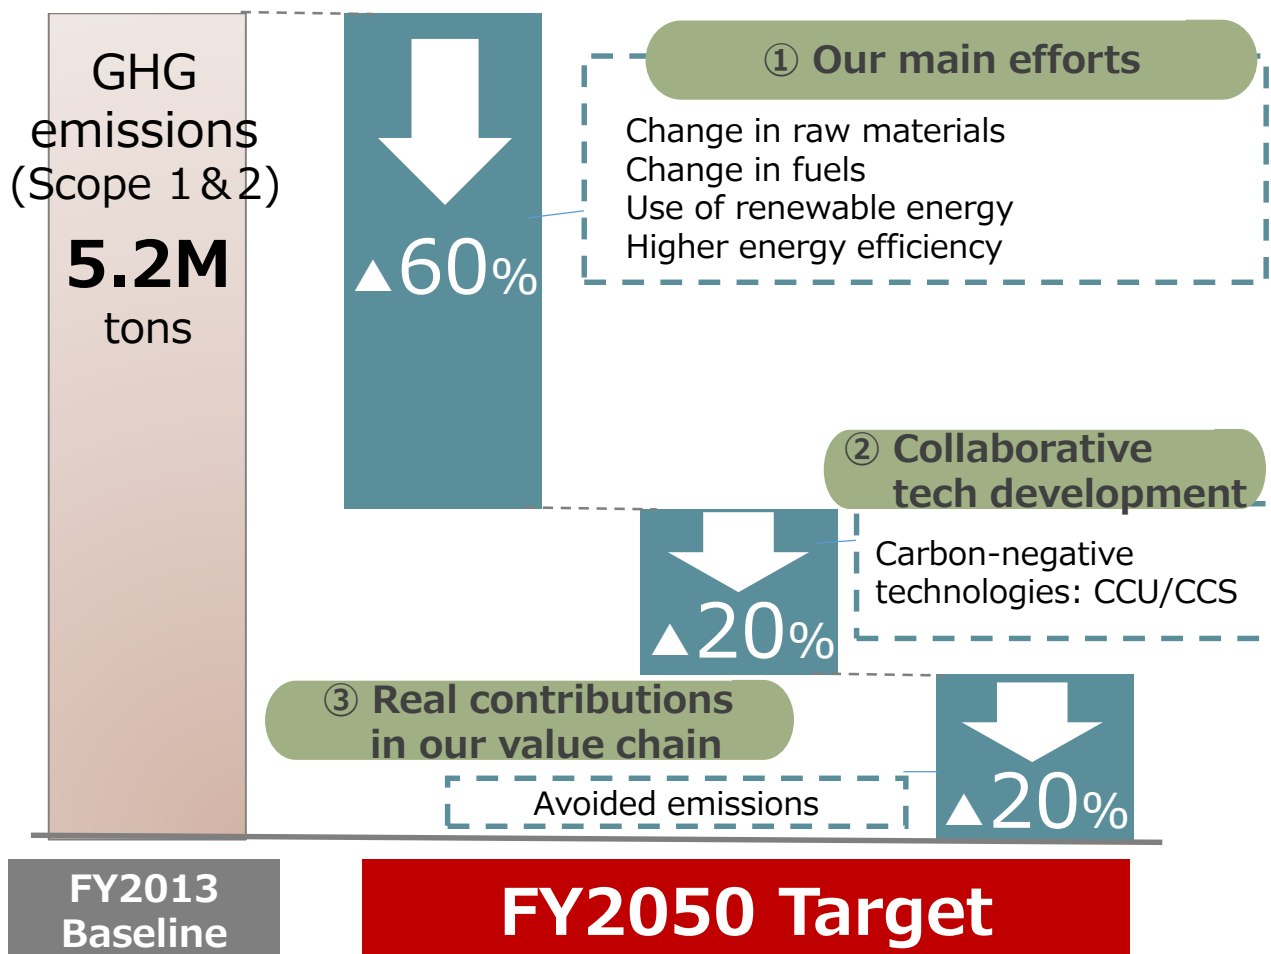 GHG
emissions
(Scope 1&2)
5.2M
tons
▲60%
① Our main efforts
Change in raw materials
Change in fuels
Use of renewable energy
Higher energy efficiency
② Collaborative
tech development
▲20%
Carbon-negative
technologies: CCU/CCS
③ Real contributions
in our value chain
Avoided emissions
▲20%
FY2013
Baseline
FY2050 Target